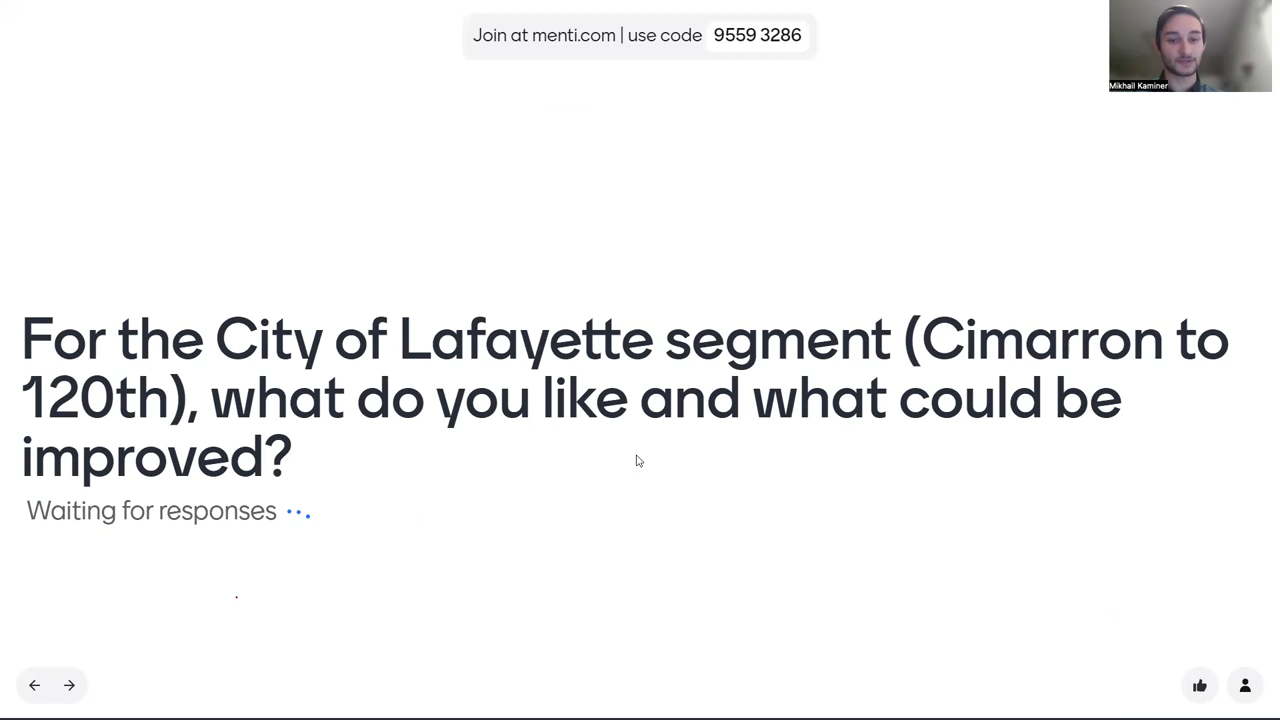 Join at menti.com | use code 9559 3286
Mikhail Kaminer
For the City of Lafayette segment (Cimarron to
120th), what do you like and what could be
improved?
Waiting for responses